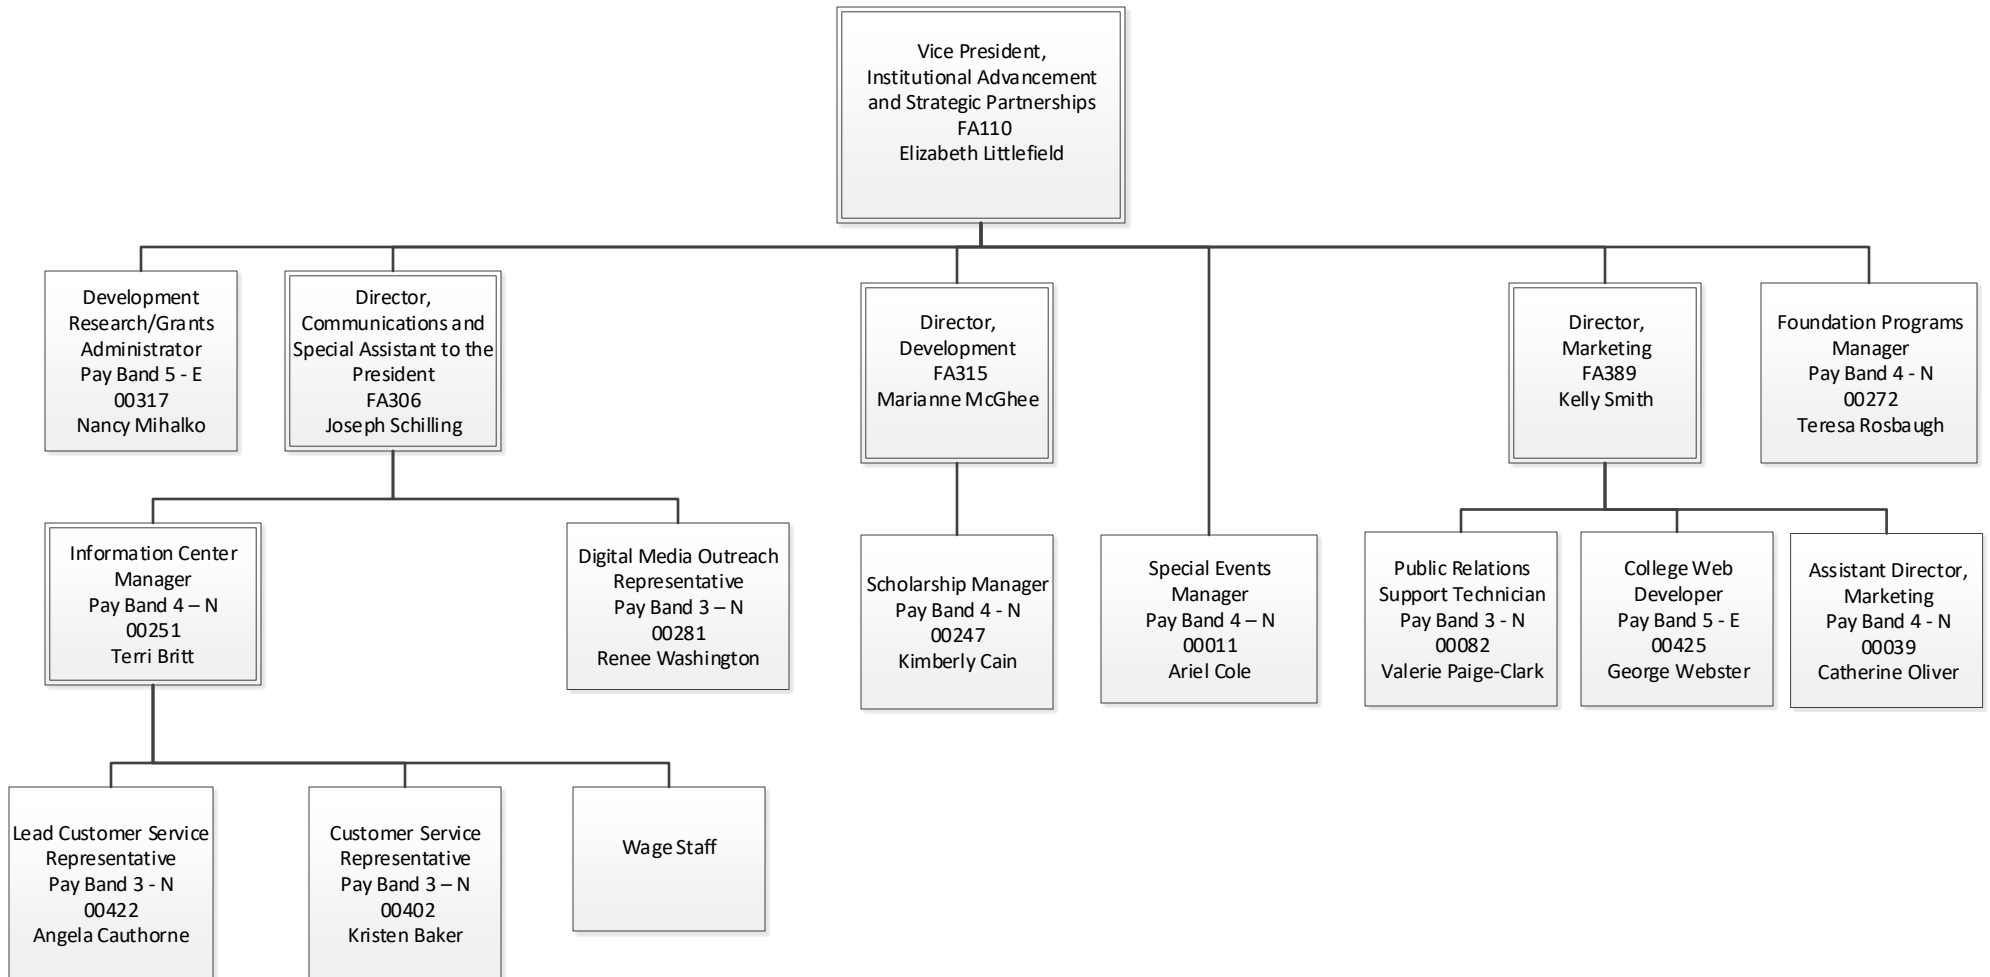 Vice President,
Institutional Advancement
and Strategic Partnerships
FA110
Elizabeth Littlefield
Development
Research/Grants
Administrator
Pay Band 5 - E
00317
Nancy Mihalko
Director,
Communications and
Special Assistant to the
President
FA306
Joseph Schilling
Director,
Development
FA315
Marianne McGhee
Director,
Marketing
FA389
Kelly Smith
Foundation Programs
Manager
Pay Band 4 - N
00272
Teresa Rosbaugh
Information Center
Manager
Pay Band 4 – N
00251
Terri Britt
Digital Media Outreach
Representative
Pay Band 3 – N
00281
Renee Washington
Scholarship Manager
Pay Band 4 - N
00247
Kimberly Cain
Special Events
Manager
Pay Band 4 – N
00011
Ariel Cole
Public Relations
Support Technician
Pay Band 3 - N
00082
Valerie Paige-Clark
College Web
Developer
Pay Band 5 - E
00425
George Webster
Assistant Director,
Marketing
Pay Band 4 - N
00039
Catherine Oliver
Lead Customer Service
Representative
Pay Band 3 - N
00422
Angela Cauthorne
Customer Service
Representative
Pay Band 3 – N
00402
Kristen Baker
Wage Staff